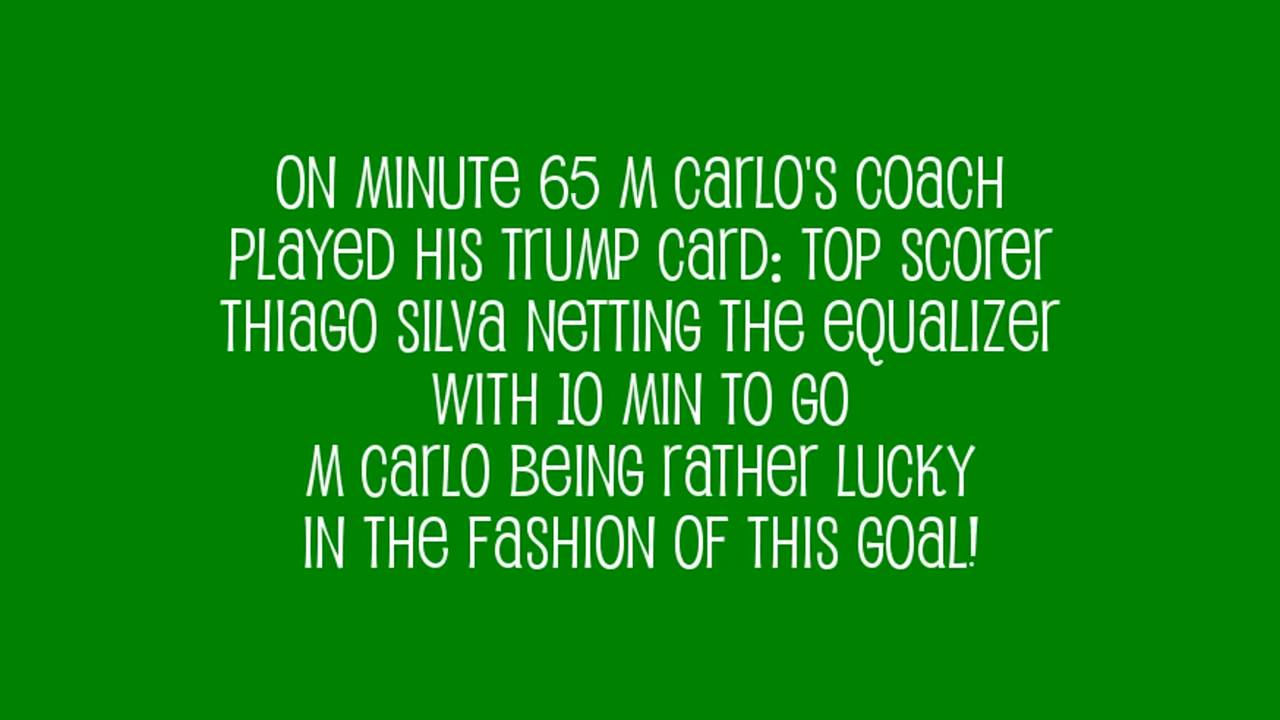 ON MINUTE 65 M CARLO'S COACH
PLAYED HIS TRUMP CARD: TOP SCORER
THIAGO SILVA NETTING THE EQUALIZER
WITH 10 MIN TO GO
M CARLO BEING RATHER LUCKY
IN THE FASHION OF THIS GOAL!